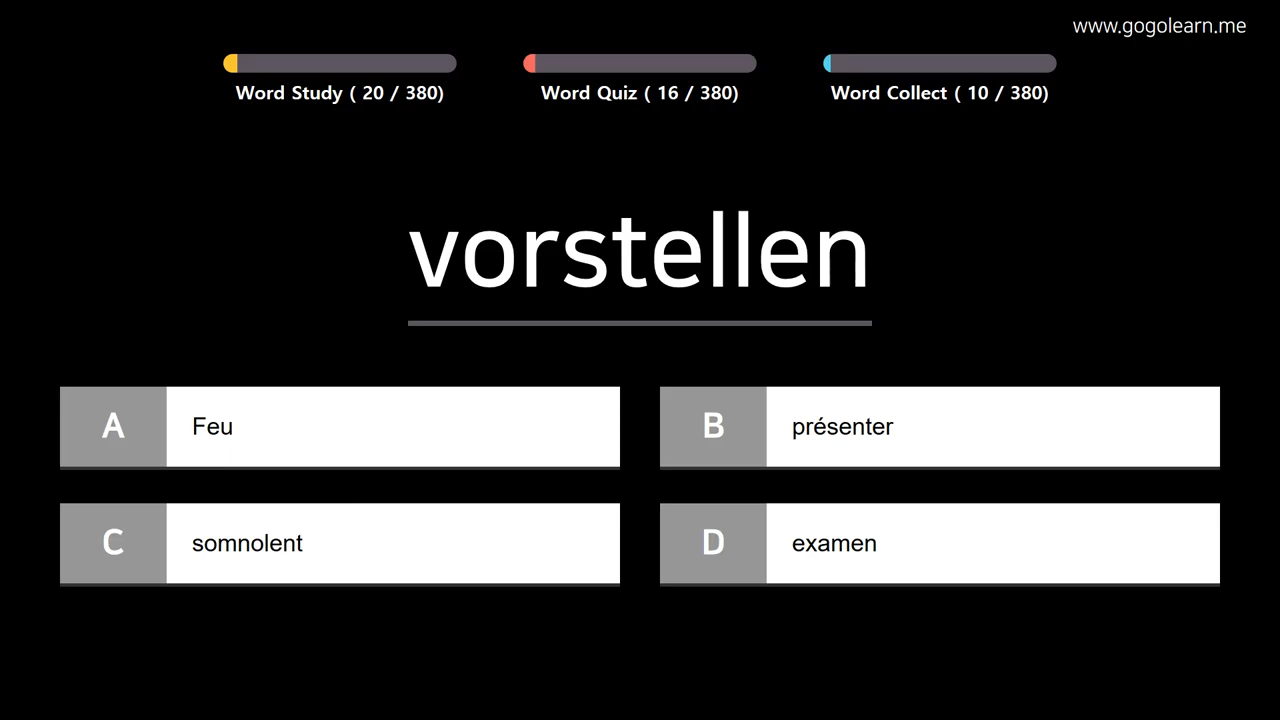 www.gogolearn.me
Word Study ( 20 / 380)
Word Quiz ( 16 / 380)
Word Collect ( 10 / 380)
vorstellen
A Feu
B présenter
C somnolent
D examen